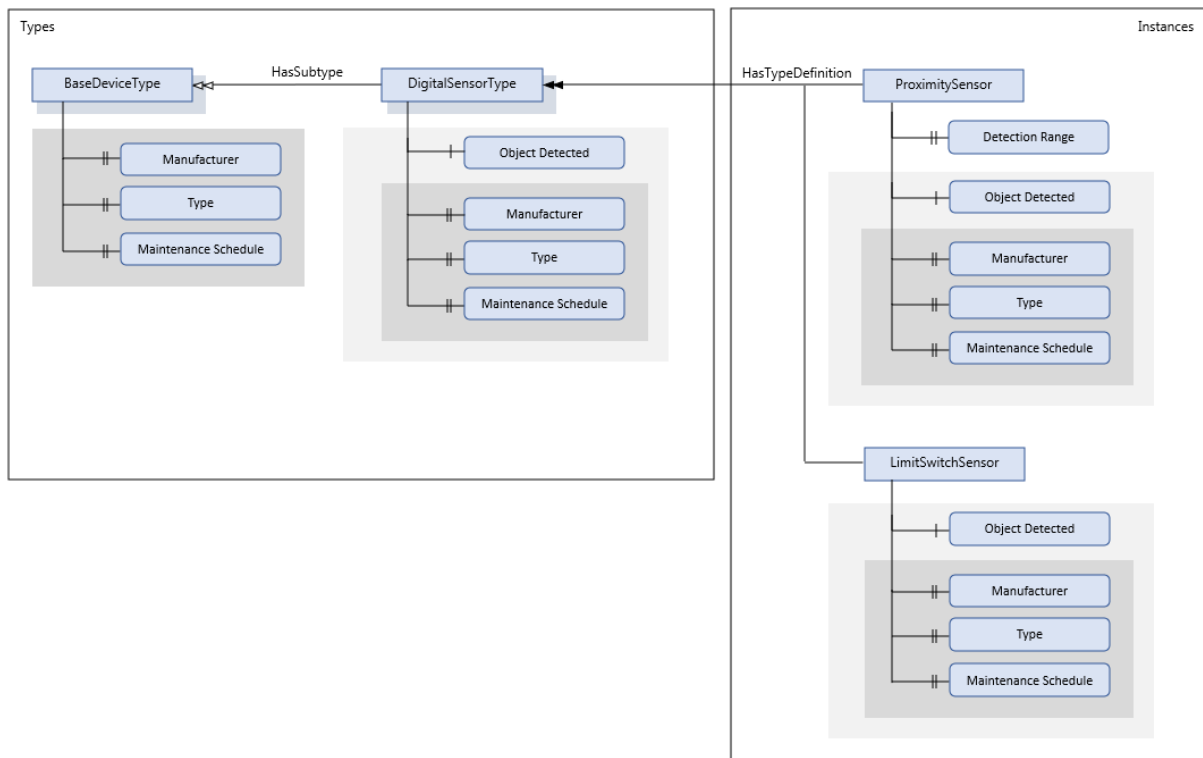 Types
BaseDeviceType
Manufacturer
Type
Maintenance Schedule
HasSubtype
DigitalSensorType
Object Detected
Manufacturer
Type
Maintenance Schedule
HasTypeDefinition
Instances
ProximitySensor
Detection Range
Object Detected
Manufacturer
Type
Maintenance Schedule
LimitSwitchSensor
Object Detected
Manufacturer
Type
Maintenance Schedule